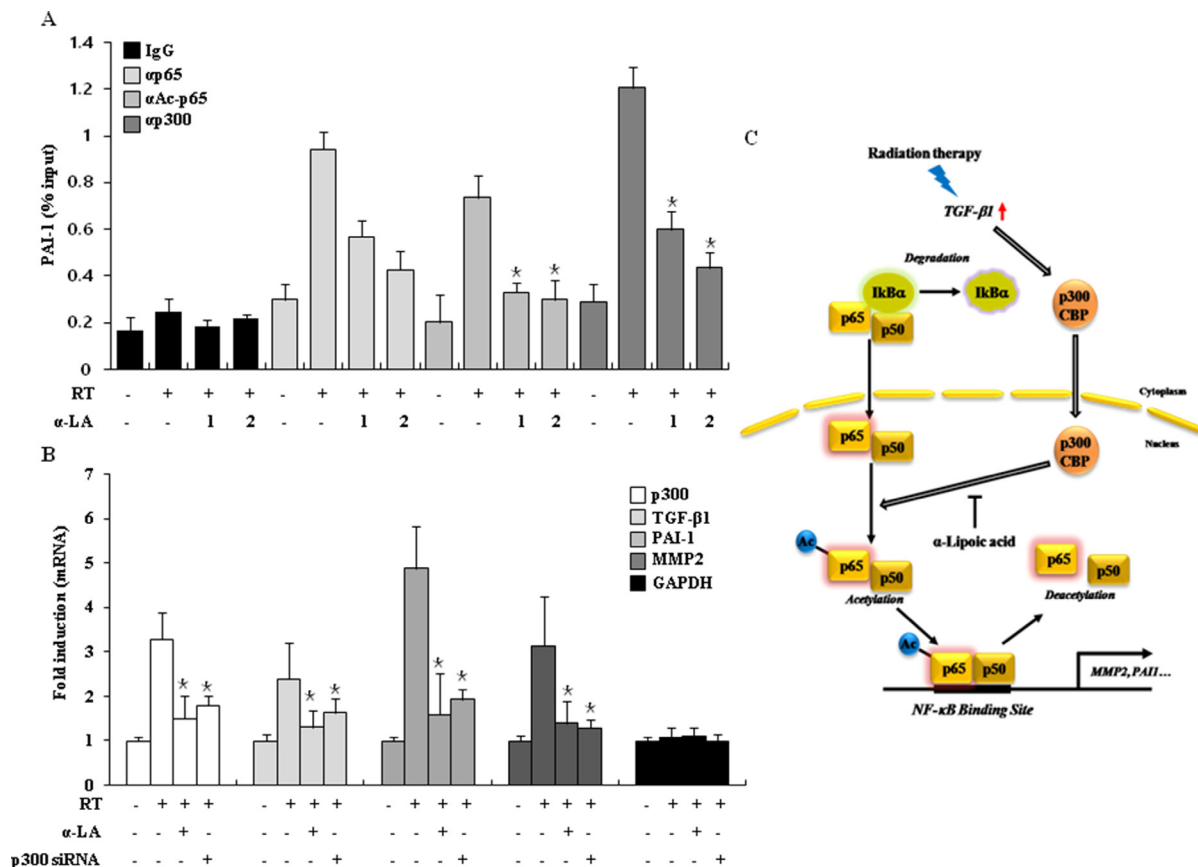 A
IgG
αp65
αAc-p65
αp300
PAI-1 (% input)
1.4
1.2
1
0.8
0.6
0.4
0.2
0
* * * *
RT - + + + - + + + - + + + - + + +
α-LA - - 1 2 - - 1 2 - - 1 2 - - 1 2
B
p300
TGF-β1
PAI-1
MMP2
GAPDH
Fold induction (mRNA)
7
6
5
4
3
2
1
0
* * * * * * * *
RT - + + + - + + + - + + + - + + + - + + +
α-LA - - + - - - + - - - + - - - + - - - + -
p300 siRNA - - - + - - - + - - - + - - - + - - - +
C
Radiation therapy
TGF-β1
Degradation
IkBα
IkBα
p65
p50
p300
CBP
Cytoplasm
Nucleus
p65
p50
p300
CBP
α-Lipoic acid
Ac
p65
p50
Acetylation
p65
p50
Deacetylation
Ac
p65
p50
MMP2,PAI1...
NF-κB Binding Site